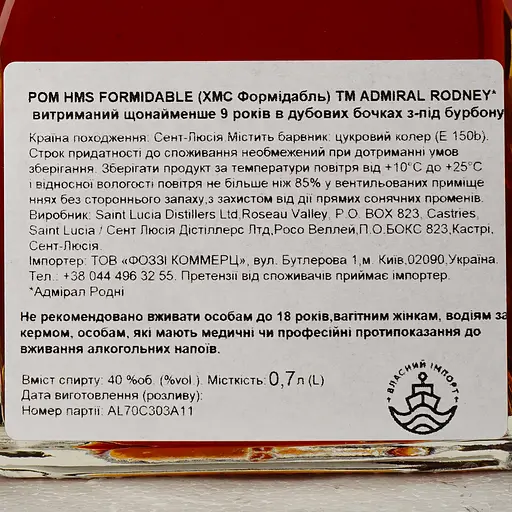 РОМ HMS FORMIDABLE (ХМС Формідабль) ТМ ADMIRAL RODNEY*
витриманий щонайменше 9 років в дубових бочках з-під бурбону
Країна походження: Сент-Люсія Містить барвник: цукровий колер (Е 150b).
Строк придатності до споживання необмежений при дотриманні умов
зберігання. Зберігати продукт за температури повітря від +10°С до +25°С
і відносної вологості повітря не більше ніж 85% у вентильованих приміще
ннях без стороннього запаху,з захистом від дії прямих сонячних променів.
Виробник: Saint Lucia Distillers Ltd,Roseau Valley, P.O. BOX 823, Castries,
Saint Lucia / Сент Люсія Дістіллерс Лтд,Росо Веллей,П.О.БОКС 823,Кастрі,
Сент-Люсія.
Імпортер: ТОВ «ФОЗЗІ КОММЕРЦ», вул. Бутлерова 1,м. Київ,02090,Україна.
Тел.: +38 044 496 32 55. Претензії від споживачів приймає імпортер.
*Адмірал Родні
Не рекомендовано вживати особам до 18 років,вагітним жінкам, водіям за
кермом, особам, які мають медичні чи професійні протипоказання до
вживання алкогольних напоїв.
Вміст спирту: 40 %об. (%vol.). Місткість: 0,7л (L)
Дата виготовлення (розливу):
Номер партії: AL70C303A11
ВЛАСНИЙ ІМПОРТ